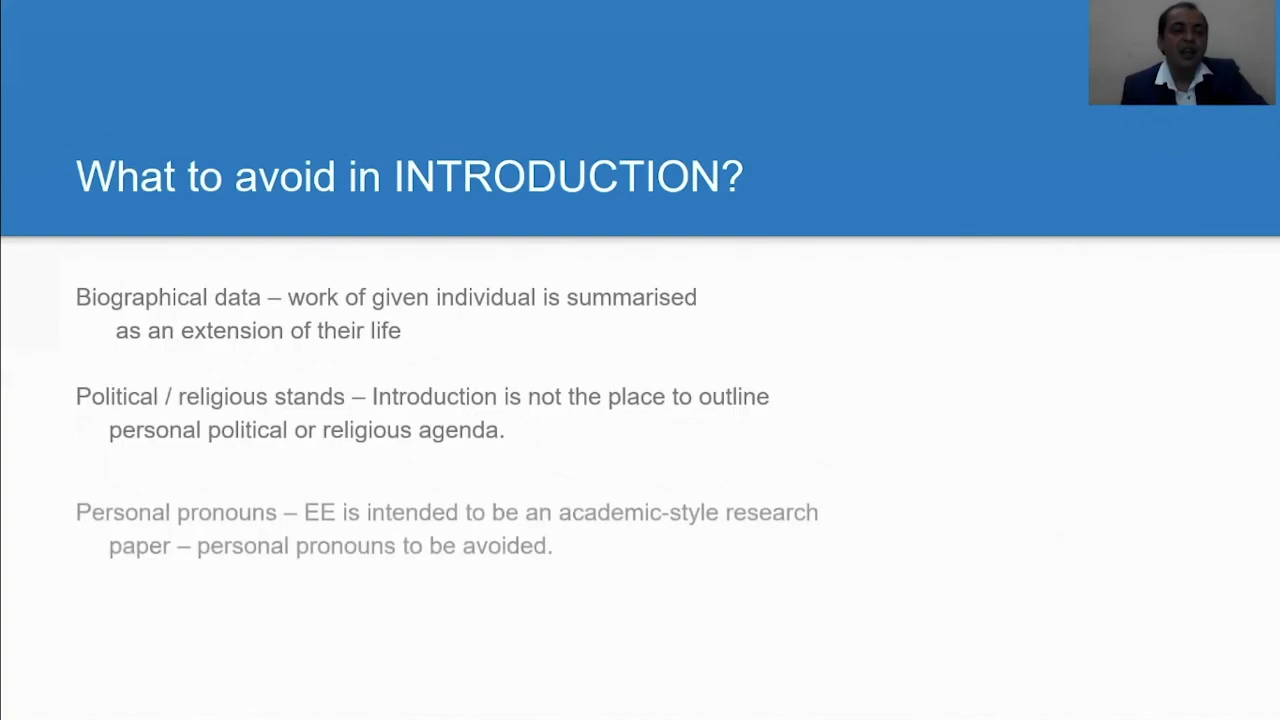 What to avoid in INTRODUCTION?
Biographical data – work of given individual is summarised
as an extension of their life
Political / religious stands – Introduction is not the place to outline
personal political or religious agenda.
Personal pronouns – EE is intended to be an academic-style research
paper – personal pronouns to be avoided.